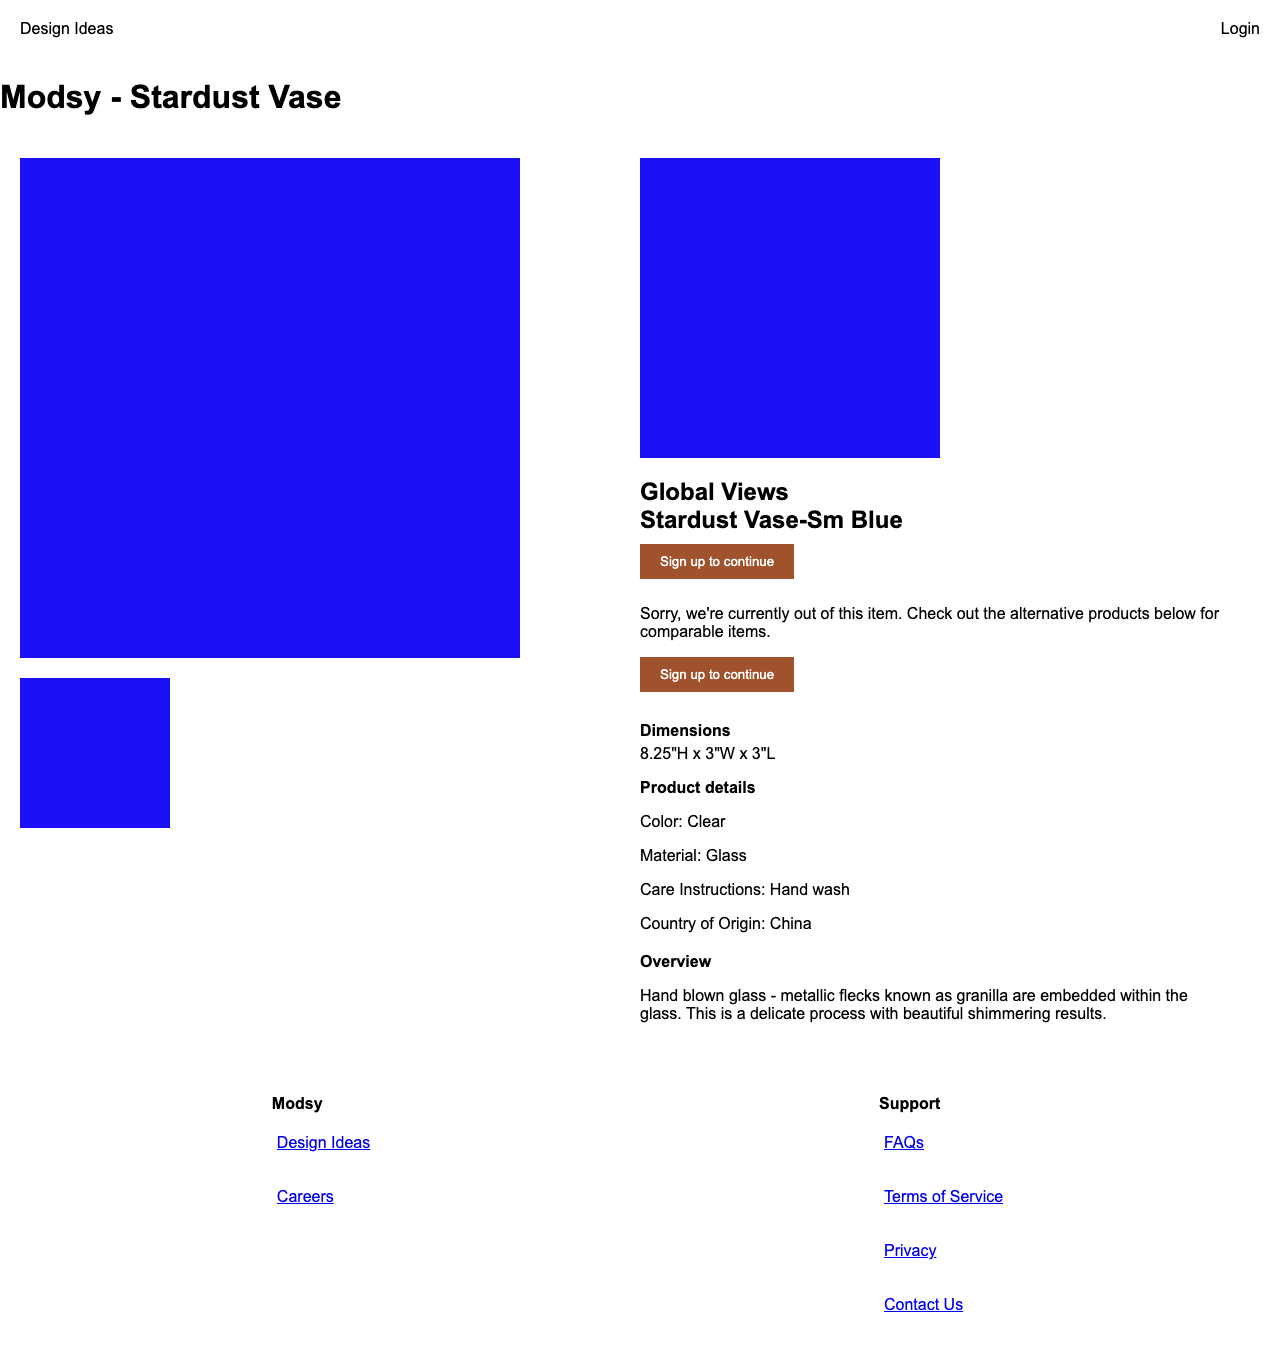 Design Ideas
Login
Modsy - Stardust Vase
Global Views
Stardust Vase-Sm Blue
Sign up to continue
Sorry, we're currently out of this item. Check out the alternative products below for
comparable items.
Sign up to continue
Dimensions
8.25"H x 3"W x 3"L
Product details
Color: Clear
Material: Glass
Care Instructions: Hand wash
Country of Origin: China
Overview
Hand blown glass - metallic flecks known as granilla are embedded within the
glass. This is a delicate process with beautiful shimmering results.
Modsy
Design Ideas
Careers
Support
FAQs
Terms of Service
Privacy
Contact Us